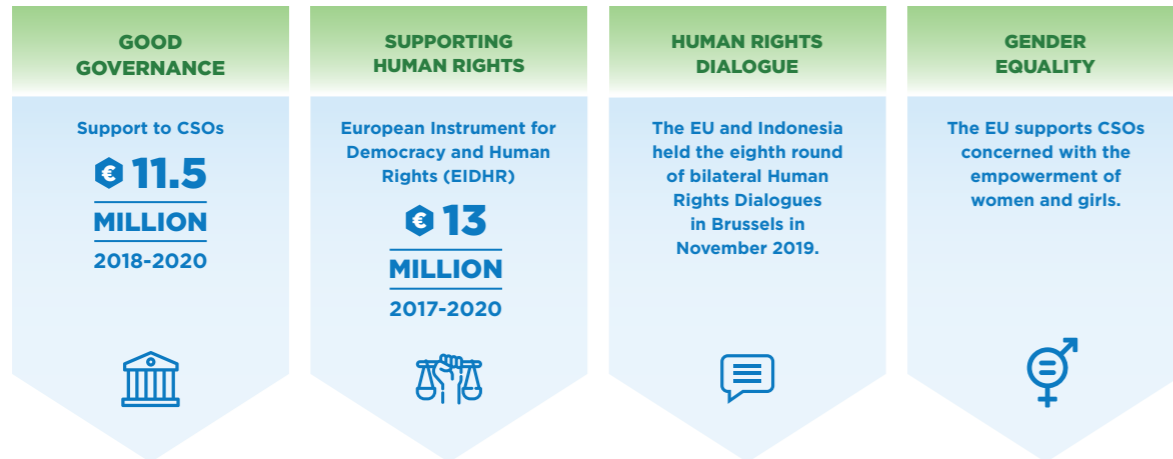 GOOD
GOVERNANCE
Support to CSOs
€ 11.5
MILLION
2018-2020
SUPPORTING
HUMAN RIGHTS
European Instrument for
Democracy and Human
Rights (EIDHR)
€ 13
MILLION
2017-2020
HUMAN RIGHTS
DIALOGUE
The EU and Indonesia
held the eighth round
of bilateral Human
Rights Dialogues
in Brussels in
November 2019.
GENDER
EQUALITY
The EU supports CSOs
concerned with the
empowerment of
women and girls.